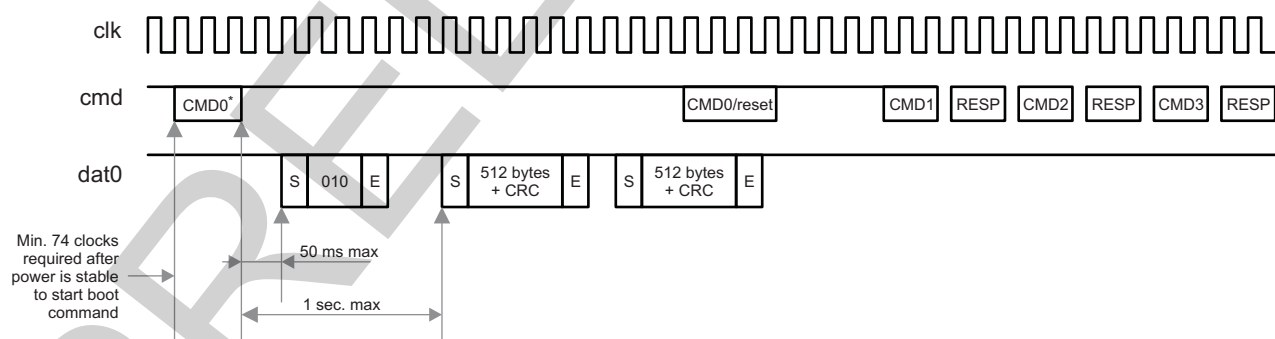 clk
cmd
CMD0*
CMD0/reset
CMD1
RESP
CMD2
RESP
CMD3
RESP
dat0
S
010
E
S
512 bytes
+ CRC
E
S
512 bytes
+ CRC
E
Min. 74 clocks
required after
power is stable
to start boot
command
50 ms max
1 sec. max